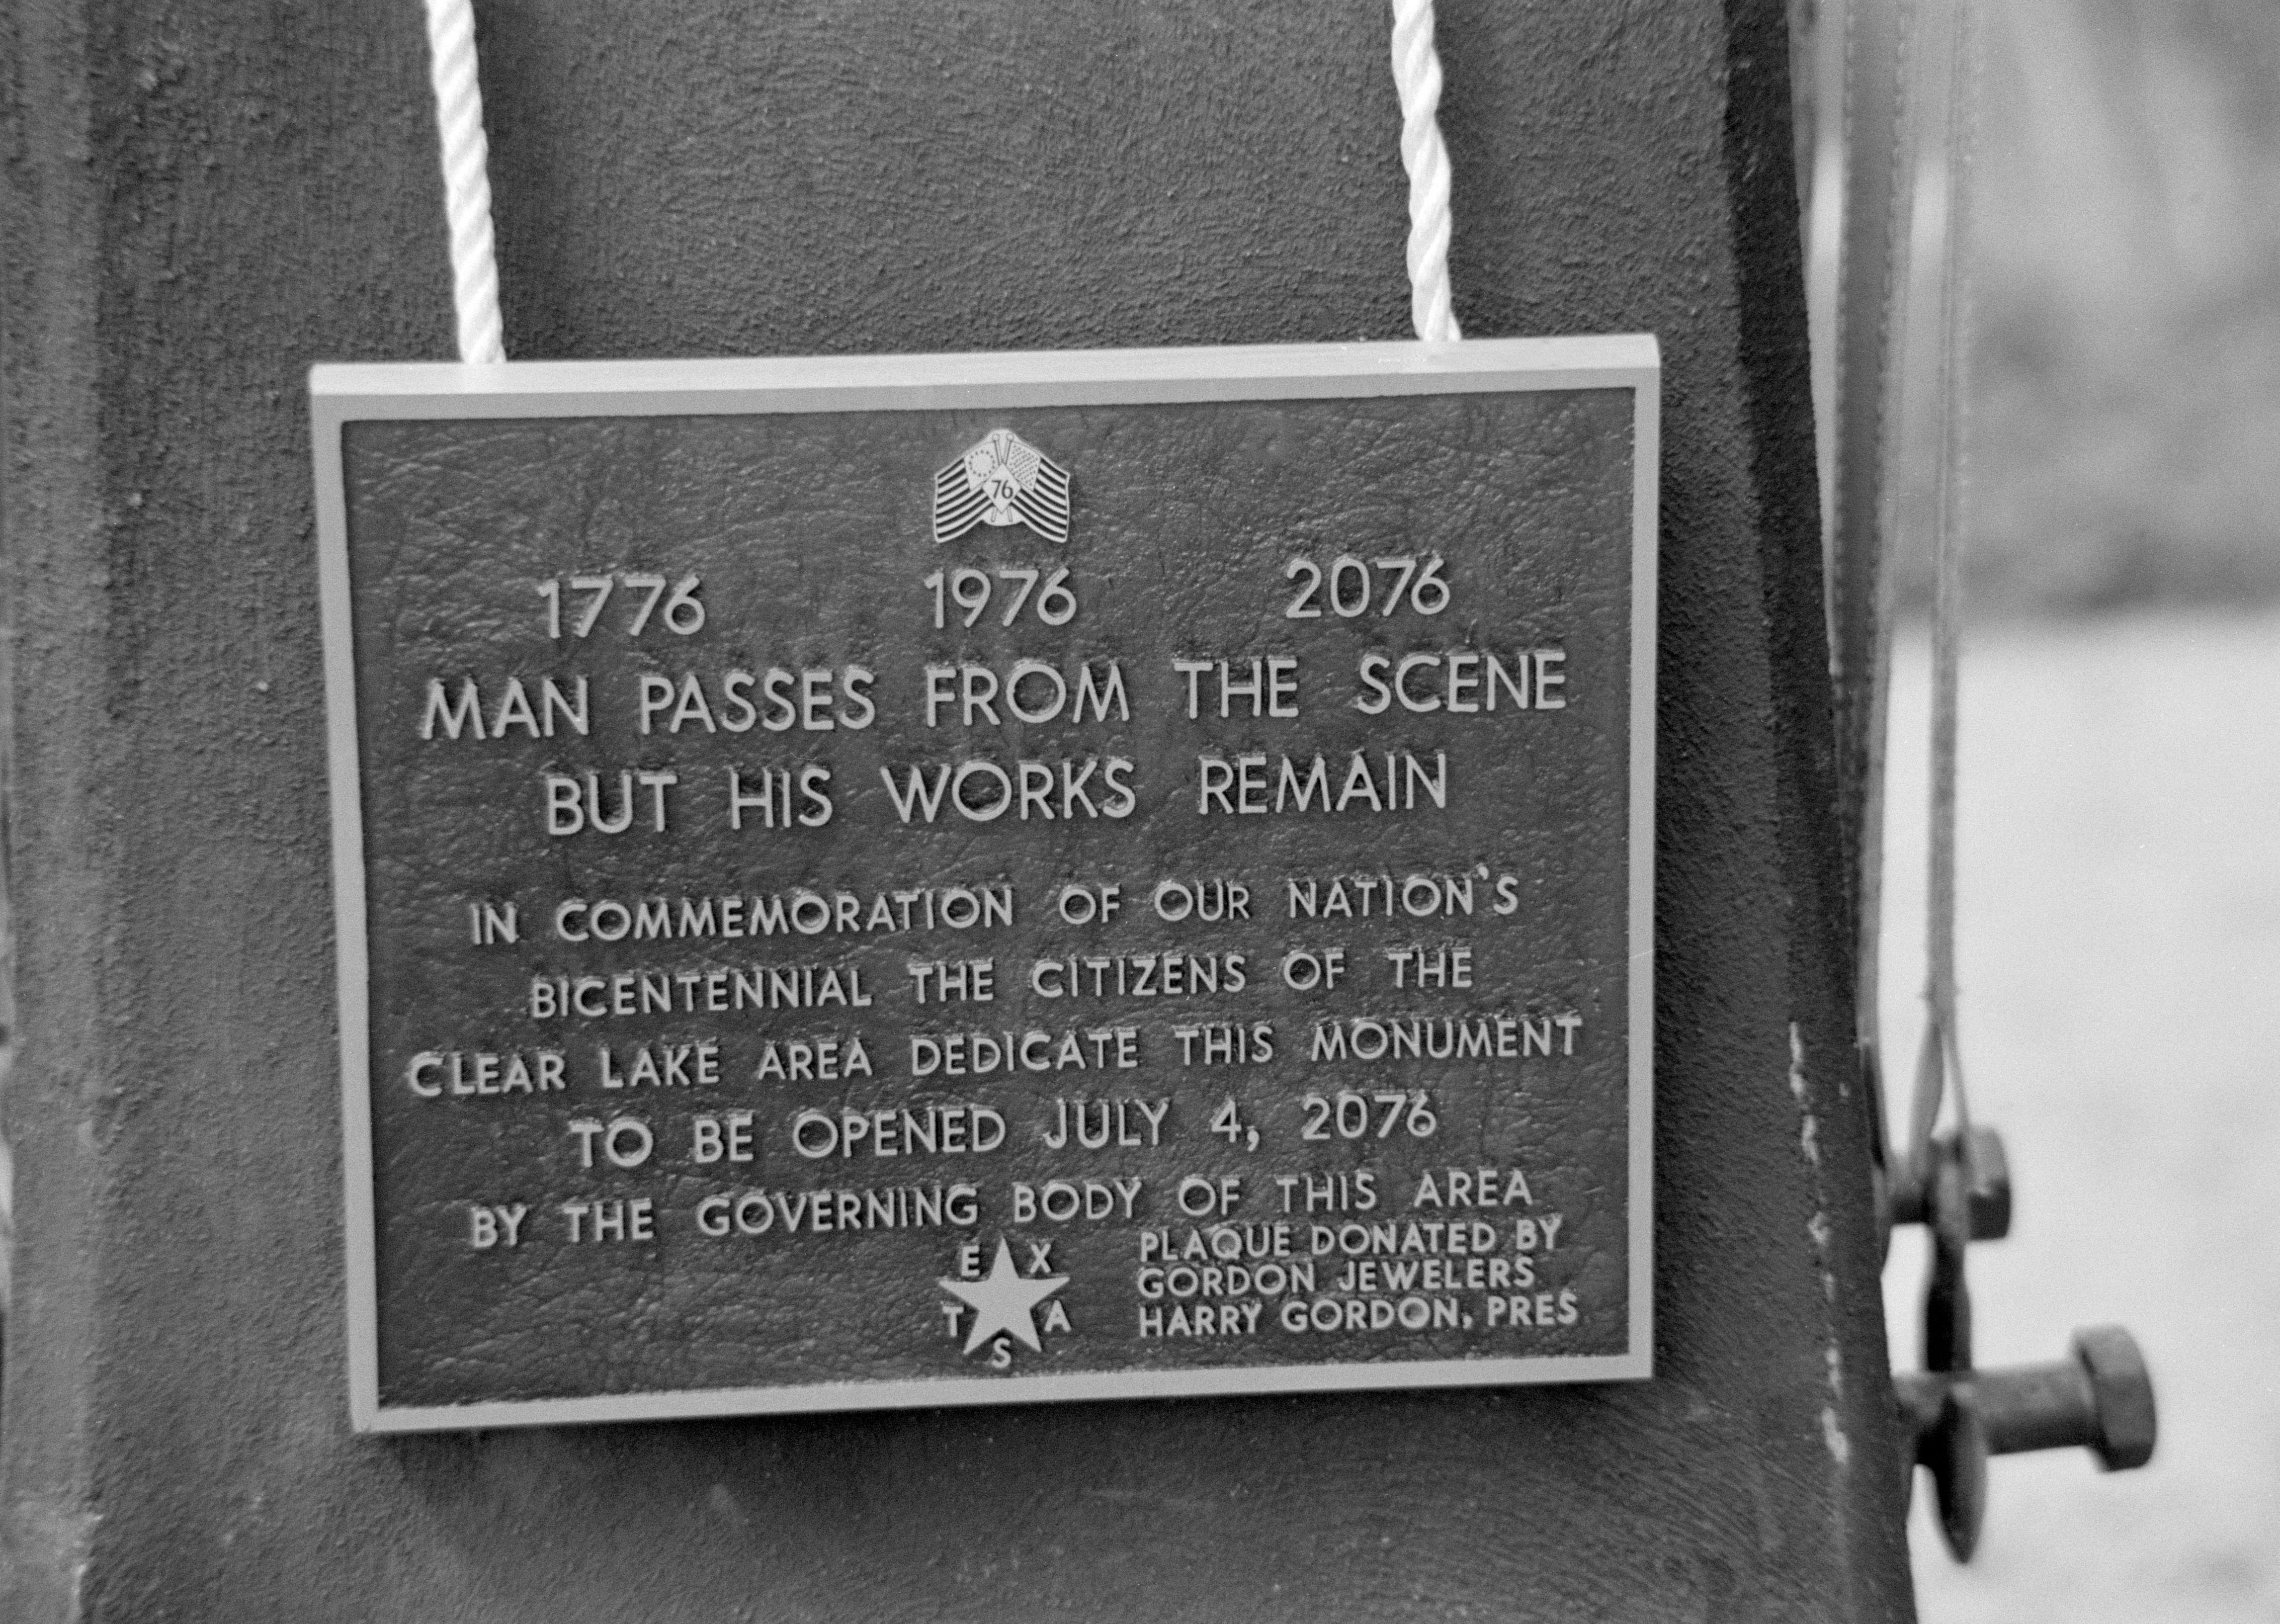 76
1776 1976 2076
MAN PASSES FROM THE SCENE
BUT HIS WORKS REMAIN
IN COMMEMORATION OF OUR NATION'S
BICENTENNIAL THE CITIZENS OF THE
CLEAR LAKE AREA DEDICATE THIS MONUMENT
TO BE OPENED JULY 4, 2076
BY THE GOVERNING BODY OF THIS AREA
TEXAS
PLAQUE DONATED BY
GORDON JEWELERS
HARRY GORDON, PRES